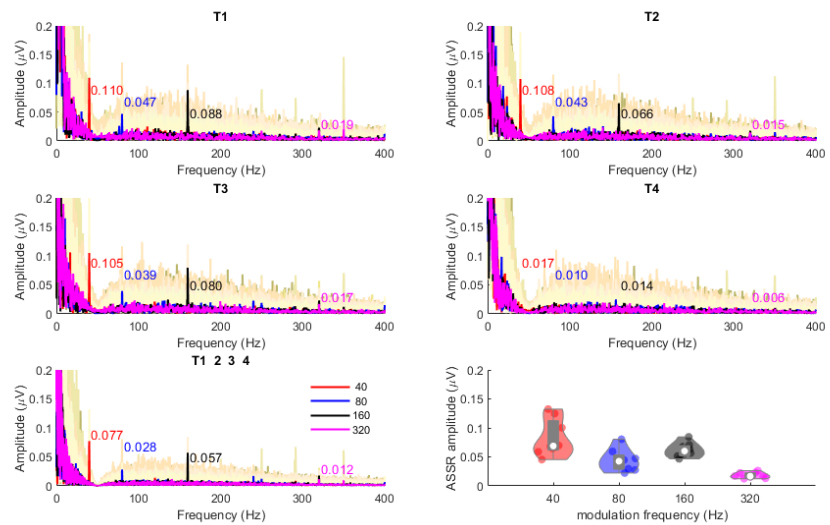 T1
Amplitude (μV)
0.2
0.15
0.1
0.05
0
0.110
0.047
0.088
0.019
0 100 200 300 400
Frequency (Hz)
T2
Amplitude (μV)
0.2
0.15
0.1
0.05
0
0.108
0.043
0.066
0.015
0 100 200 300 400
Frequency (Hz)
T3
Amplitude (μV)
0.2
0.15
0.1
0.05
0
0.105
0.039
0.080
0.017
0 100 200 300 400
Frequency (Hz)
T4
Amplitude (μV)
0.2
0.15
0.1
0.05
0
0.017
0.010
0.014
0.006
0 100 200 300 400
Frequency (Hz)
T1 2 3 4
Amplitude (μV)
0.2
0.15
0.1
0.05
0
0.077
0.028
0.057
0.012
40
80
160
320
0 100 200 300 400
Frequency (Hz)
ASSR amplitude (μV)
0.2
0.15
0.1
0.05
0
40 80 160 320
modulation frequency (Hz)